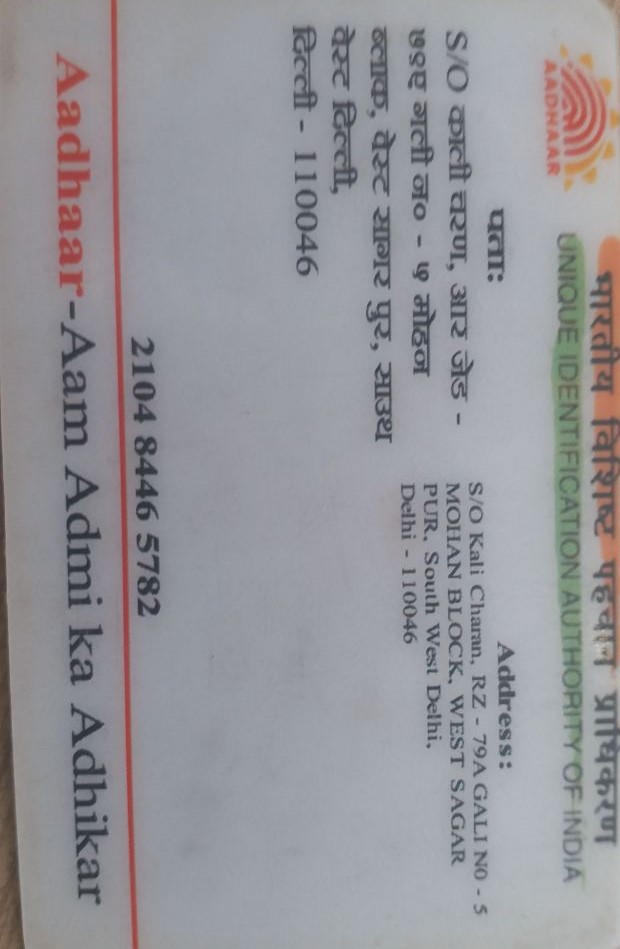 भारतीय विशिष्ट पहचान प्राधिकरण
UNIQUE IDENTIFICATION AUTHORITY OF INDIA
AADHAAR
पता:
S/O काली चरण, आर जेड -
७९ए गली न० - ५ मोहन
ब्लाक, वेस्ट सागर पुर, साउथ
वेस्ट दिल्ली,
दिल्ली - 110046
Address:
S/O Kali Charan, RZ - 79A GALI NO - 5
MOHAN BLOCK, WEST SAGAR
PUR, South West Delhi,
Delhi - 110046
2104 8446 5782
Aadhaar-Aam Admi ka Adhikar